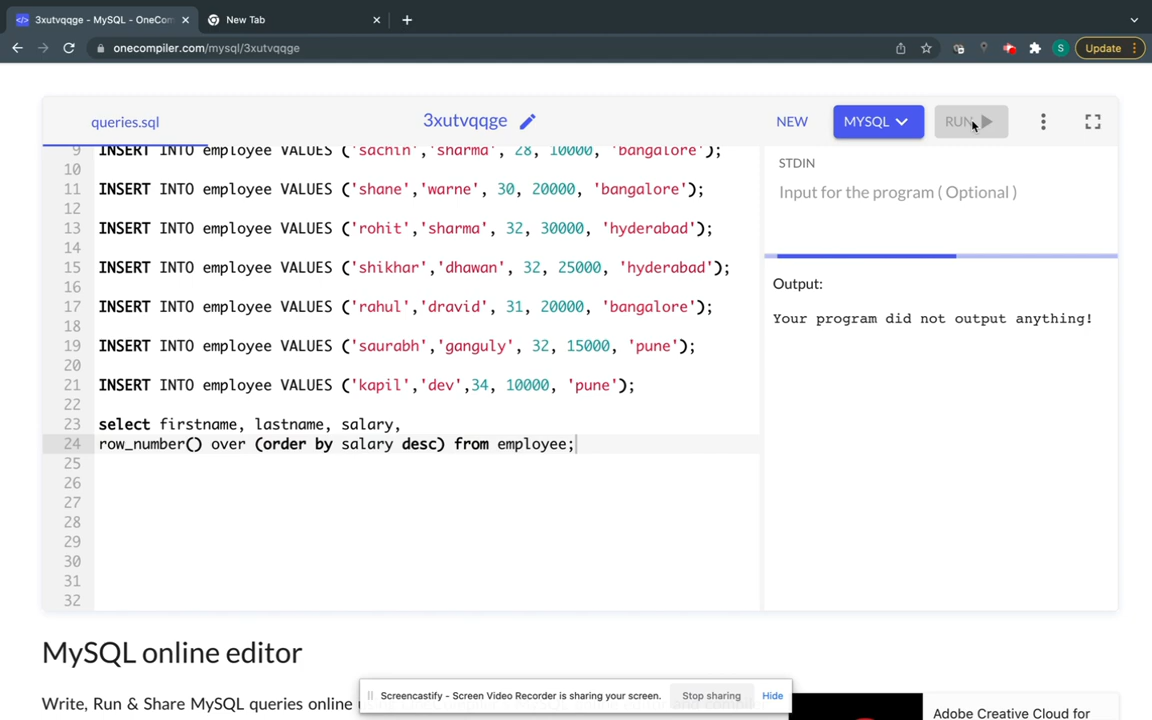 3xutvqqge - MySQL - OneCom
New Tab
onecompiler.com/mysql/3xutvqqge
S
Update
queries.sql
3xutvqqge
NEW
MYSQL
RUN
9 INSERT INTO employee VALUES ('sachin','sharma', 28, 10000, 'bangalore');
10
11 INSERT INTO employee VALUES ('shane','warne', 30, 20000, 'bangalore');
12
13 INSERT INTO employee VALUES ('rohit','sharma', 32, 30000, 'hyderabad');
14
15 INSERT INTO employee VALUES ('shikhar','dhawan', 32, 25000, 'hyderabad');
16
17 INSERT INTO employee VALUES ('rahul','dravid', 31, 20000, 'bangalore');
18
19 INSERT INTO employee VALUES ('saurabh','ganguly', 32, 15000, 'pune');
20
21 INSERT INTO employee VALUES ('kapil','dev',34, 10000, 'pune');
22
23 select firstname, lastname, salary,
24 row_number() over (order by salary desc) from employee;
25
26
27
28
29
30
31
32
STDIN
Input for the program ( Optional )
Output:
Your program did not output anything!
MySQL online editor
Write, Run & Share MySQL queries online
Screencastify - Screen Video Recorder is sharing your screen.
Stop sharing
Hide
Adobe Creative Cloud for